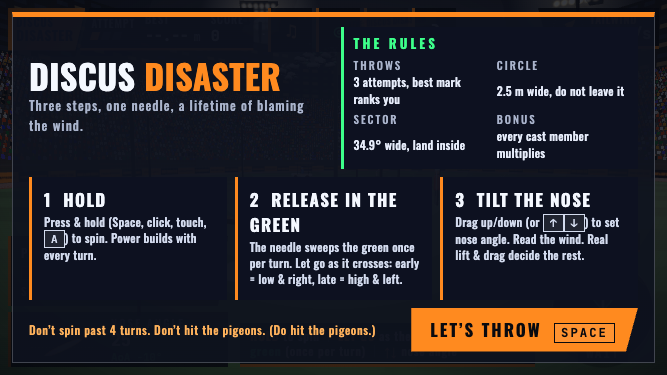 DISCUS DISASTER
Three steps, one needle, a lifetime of blaming
the wind.
THE RULES
THROWS
3 attempts, best mark
ranks you
CIRCLE
2.5 m wide, do not leave it
SECTOR
34.9° wide, land inside
BONUS
every cast member
multiplies
1 HOLD
Press & hold (Space, click, touch,
A) to spin. Power builds with
every turn.
2 RELEASE IN THE
GREEN
The needle sweeps the green once
per turn. Let go as it crosses: early
= low & right, late = high & left.
3 TILT THE NOSE
Drag up/down (or ↑ ↓) to set
nose angle. Read the wind. Real
lift & drag decide the rest.
Don’t spin past 4 turns. Don’t hit the pigeons. (Do hit the pigeons.)
LET’S THROW SPACE